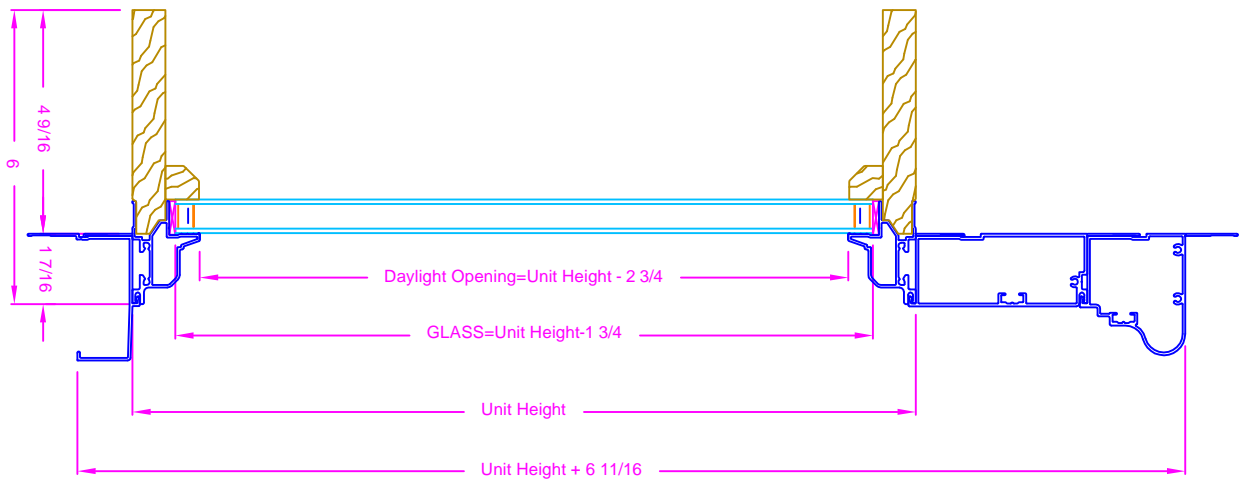 4 9/16
6
1 7/16
Daylight Opening=Unit Height - 2 3/4
GLASS=Unit Height-1 3/4
Unit Height
Unit Height + 6 11/16